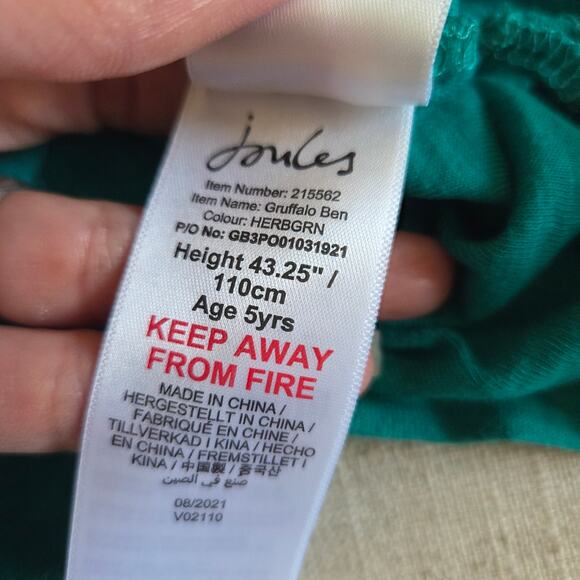 Joules
Item Number: 215562
Item Name: Gruffalo Ben
Colour: HERBGRN
P/O No: GB3PO01031921
Height 43.25" /
110cm
Age 5yrs
KEEP AWAY
FROM FIRE
MADE IN CHINA /
HERGESTELLT IN CHINA /
FABRIQUÉ EN CHINE /
TILLVERKAD I KINA / HECHO
EN CHINA / FREMSTILLET I
KINA / 中国製 / 중국산
صنع في الصين
08/2021
V02110